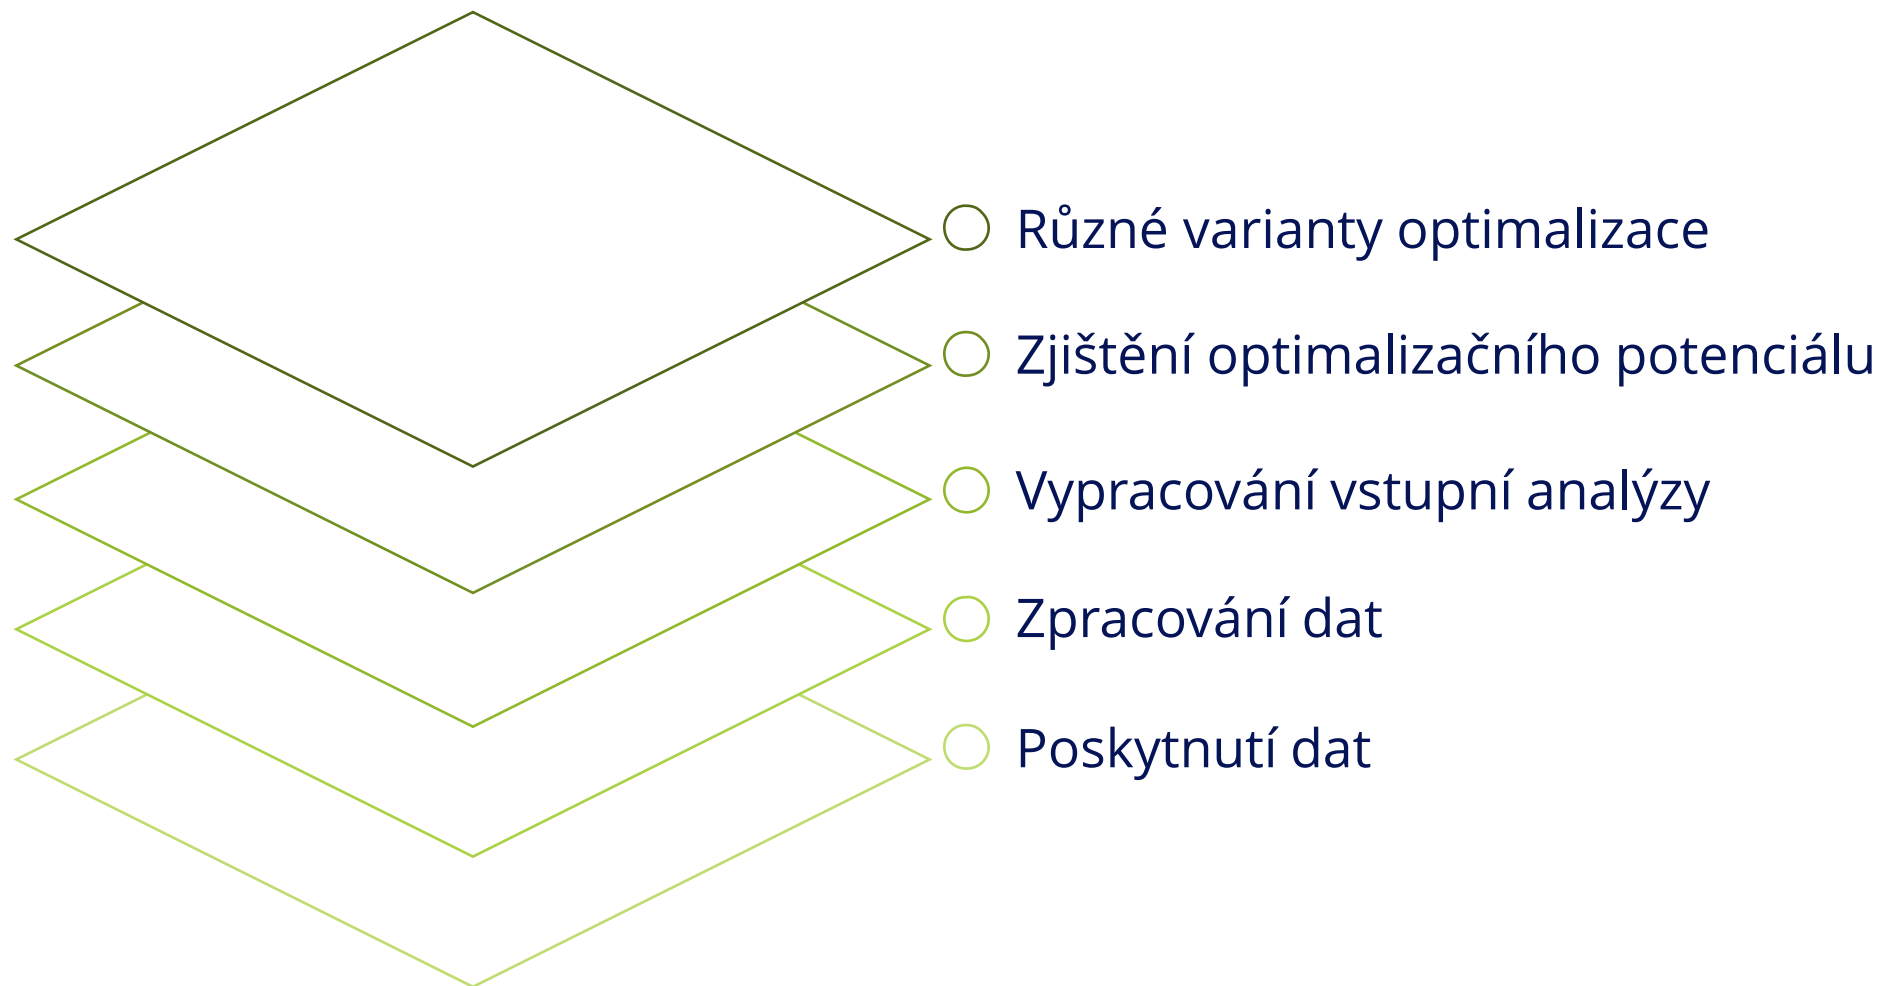 Různé varianty optimalizace
Zjištění optimalizačního potenciálu
Vypracování vstupní analýzy
Zpracování dat
Poskytnutí dat